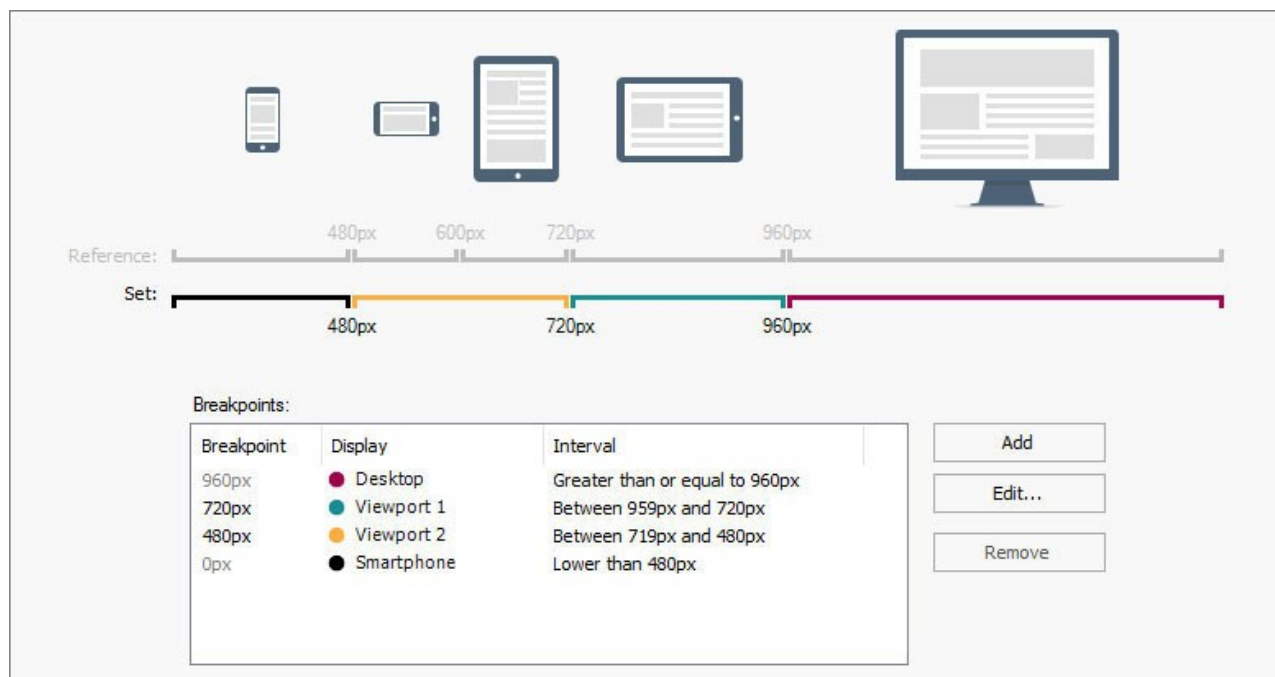 480px 600px 720px 960px
Reference:
Set:
480px 720px 960px
Breakpoints:
Breakpoint Display Interval
960px Desktop Greater than or equal to 960px
720px Viewport 1 Between 959px and 720px
480px Viewport 2 Between 719px and 480px
0px Smartphone Lower than 480px
Add
Edit...
Remove